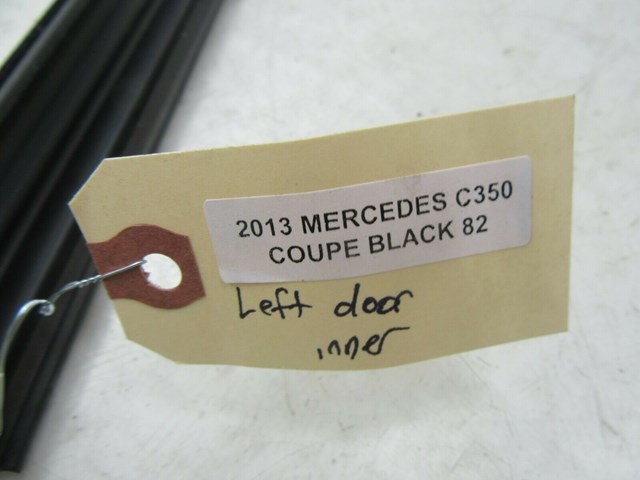 2013 MERCEDES C350
COUPE BLACK 82
Left door
inner